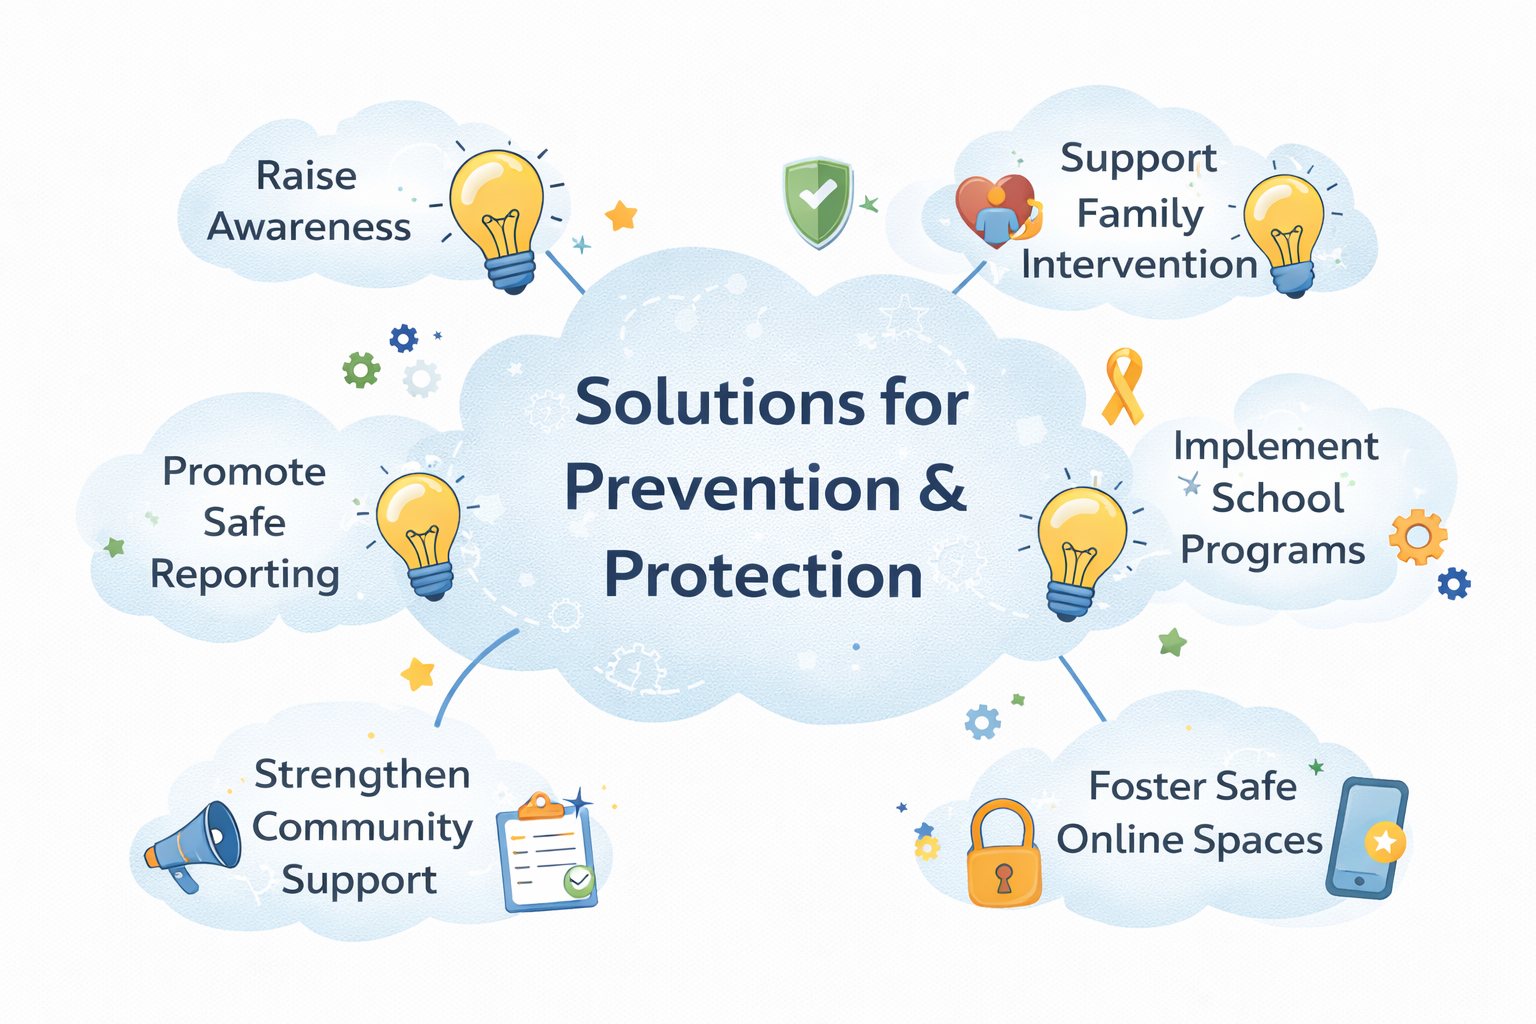 Raise
Awareness
Support
Family
Intervention
Solutions for
Prevention &
Protection
Promote
Safe
Reporting
Implement
School
Programs
Strengthen
Community
Support
Foster Safe
Online Spaces